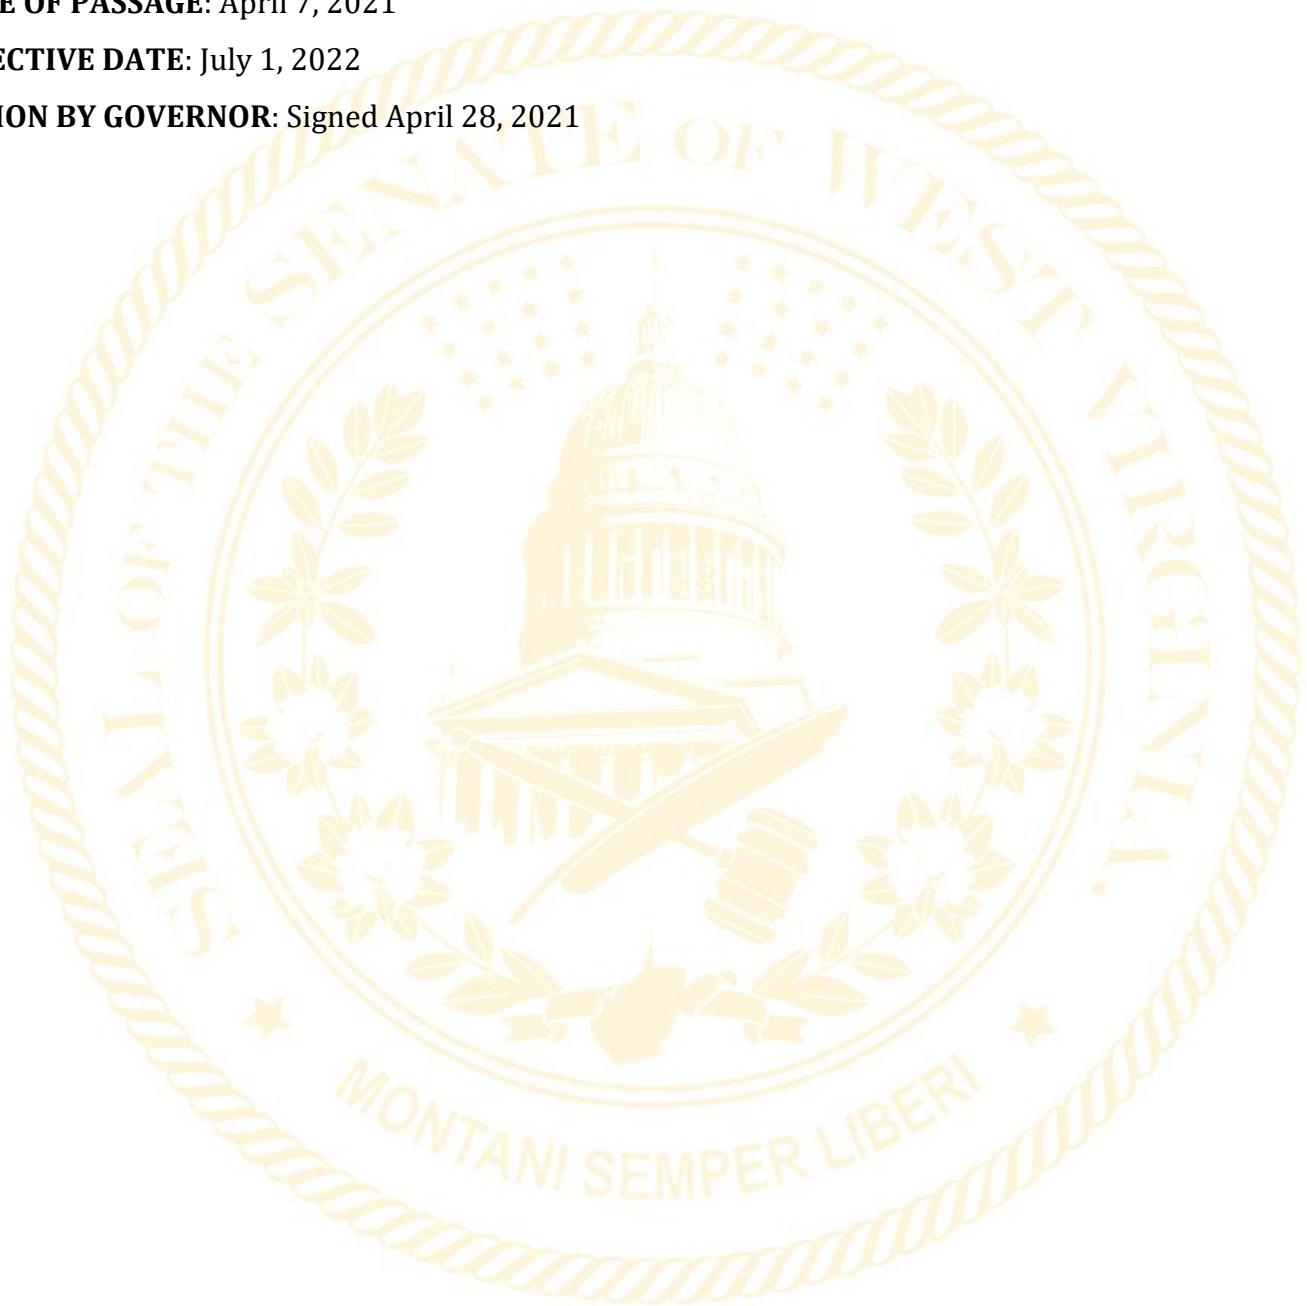 E OF PASSAGE: April 7, 2021
ECTIVE DATE: July 1, 2022
ION BY GOVERNOR: Signed April 28, 2021
SEAL OF THE SENATE OF WEST VIRGINIA
MONTANI SEMPER LIBERI